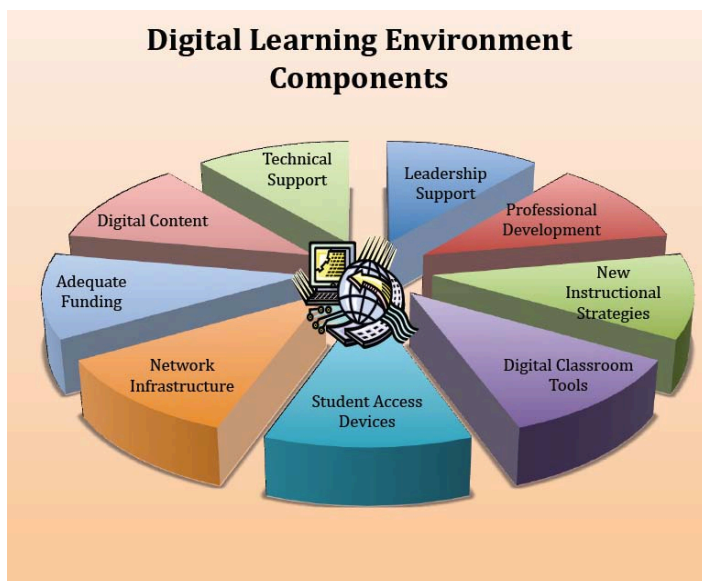 Digital Learning Environment
Components
Technical
Support
Leadership
Support
Professional
Development
New
Instructional
Strategies
Digital Classroom
Tools
Student Access
Devices
Network
Infrastructure
Adequate
Funding
Digital Content